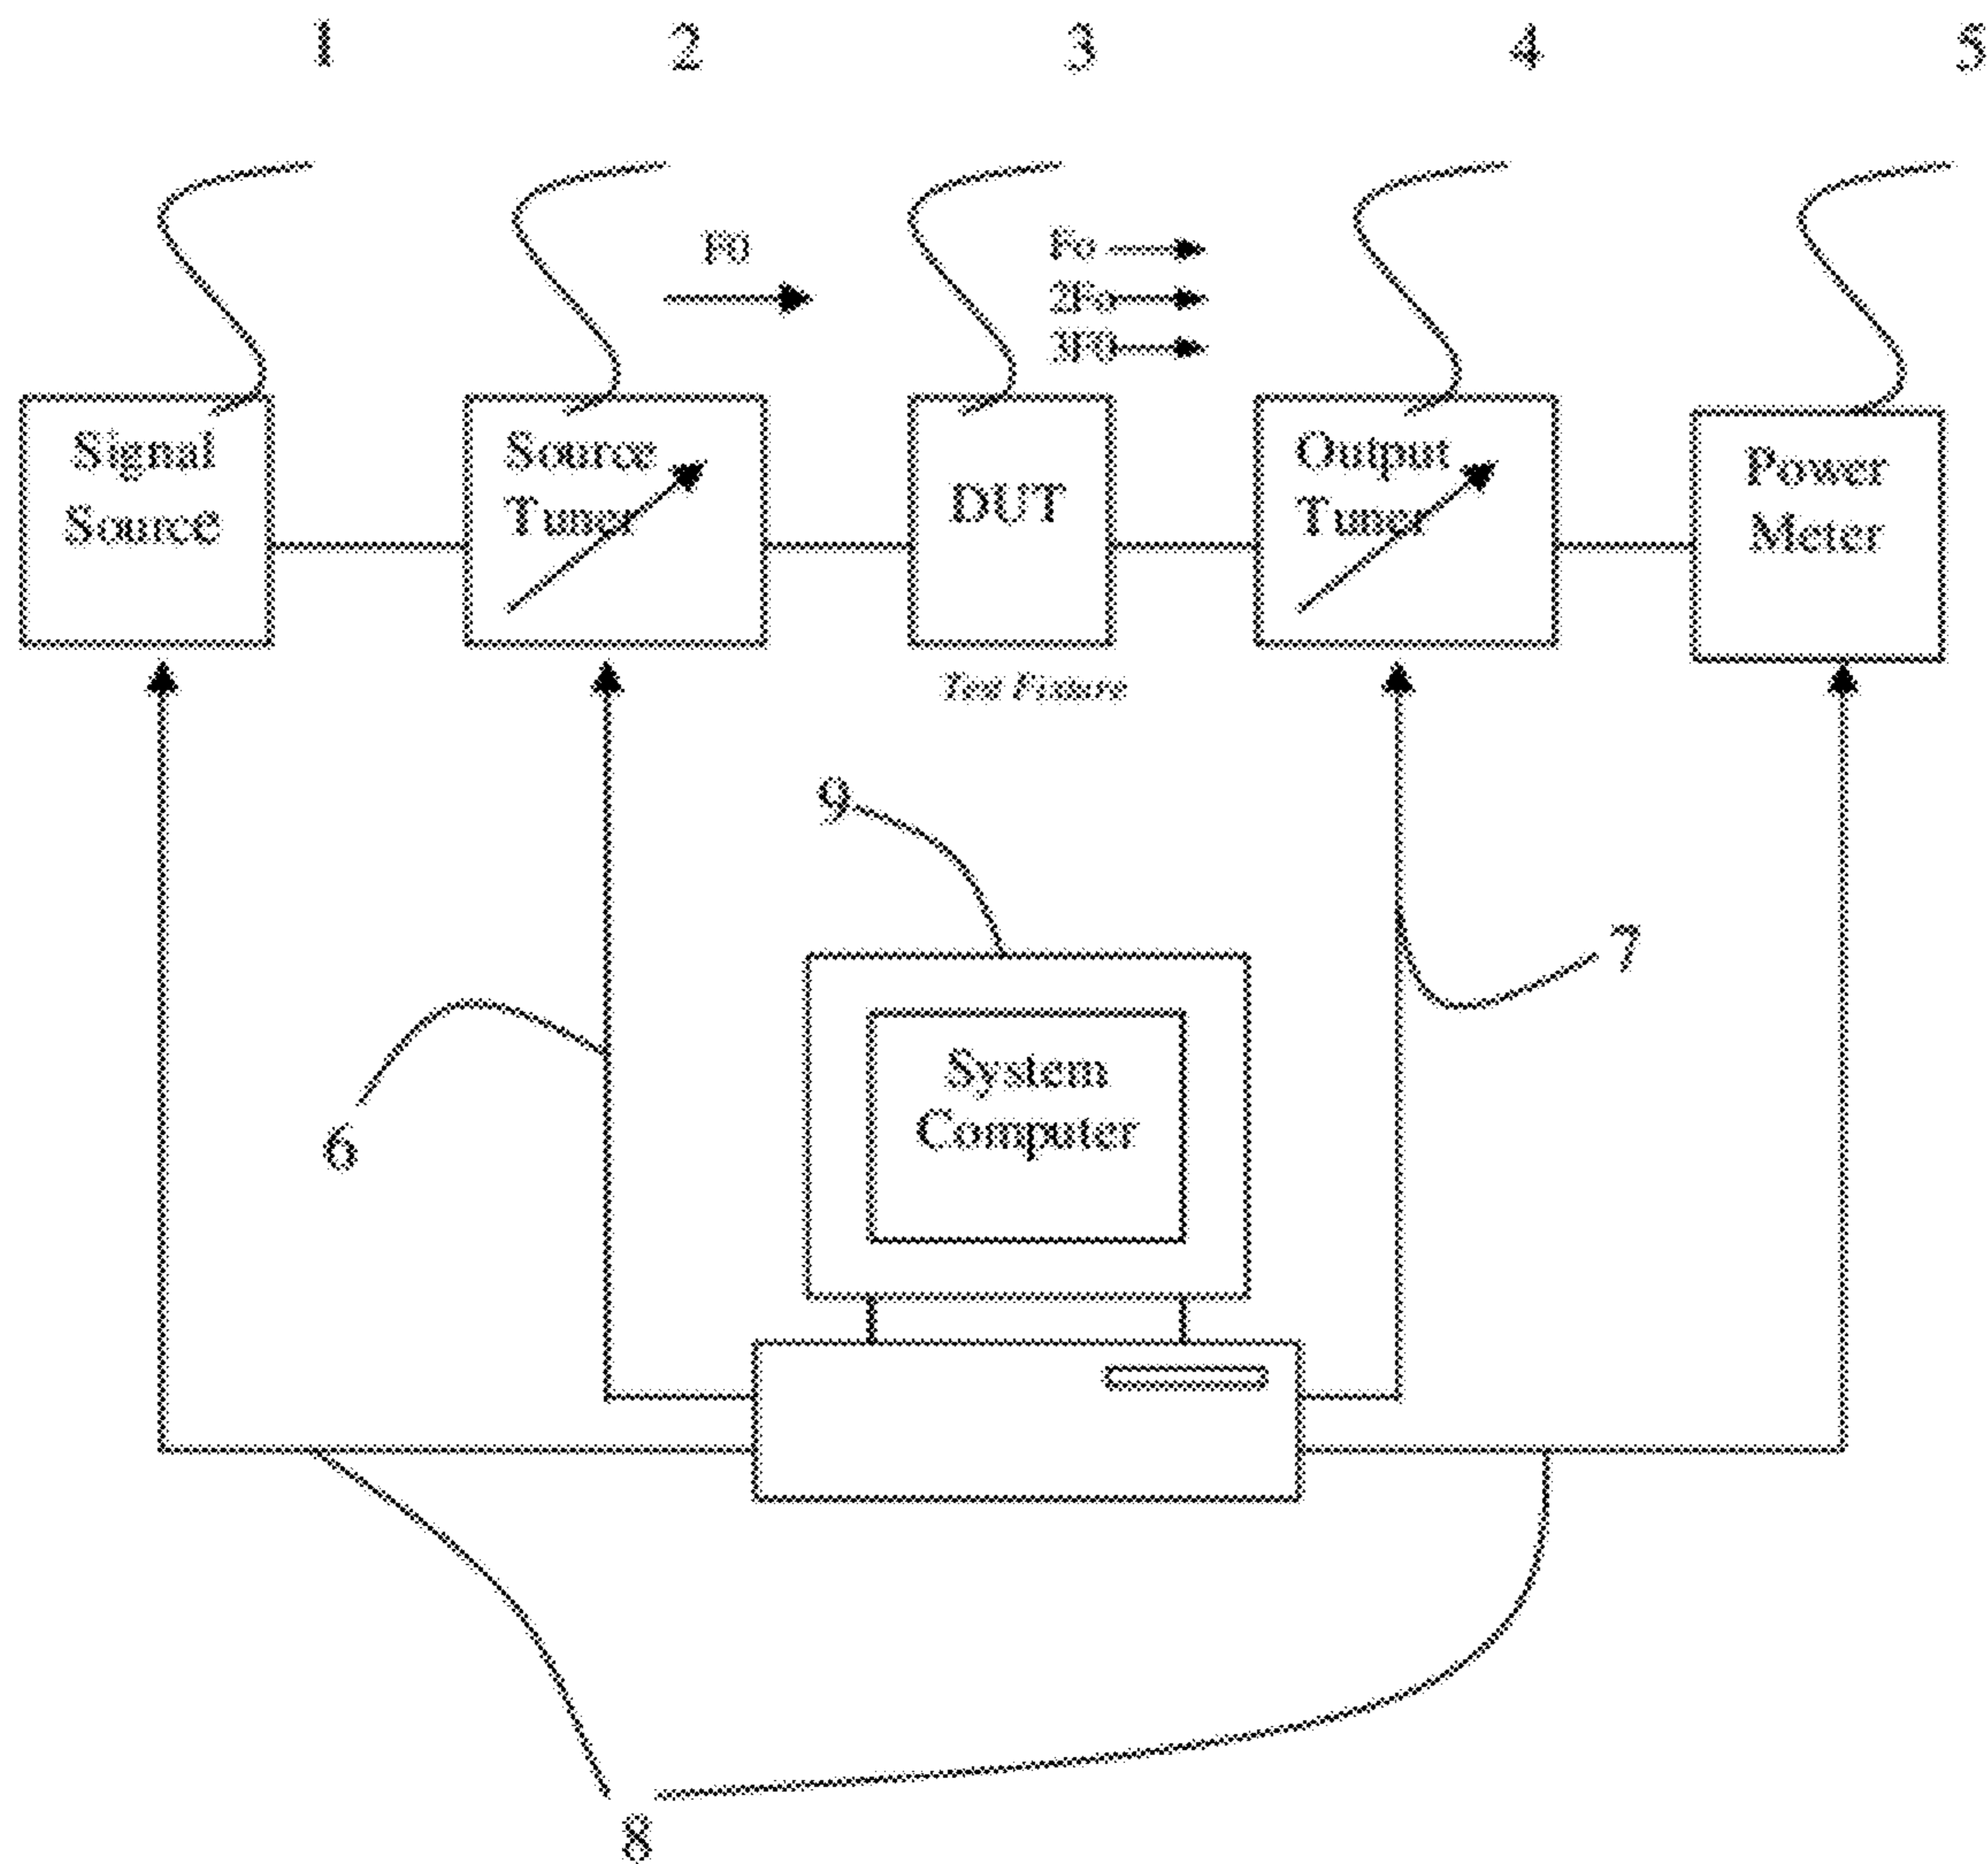 1 2 3 4 5
F0
Fo
2Fo
3F0
Signal
Source
Source
Tuner
DUT
Output
Tuner
Power
Meter
Test Fixture
9
7
6
System
Computer
8